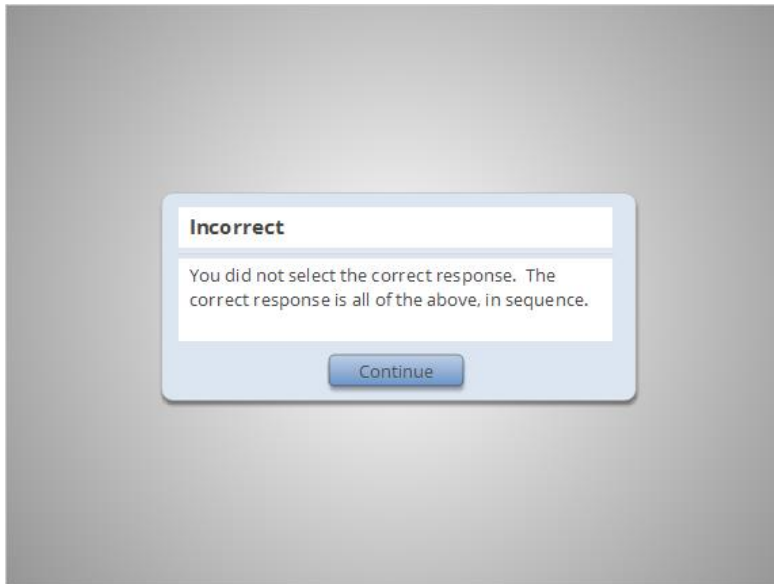 Incorrect
You did not select the correct response.  The
correct response is all of the above, in sequence.
Continue